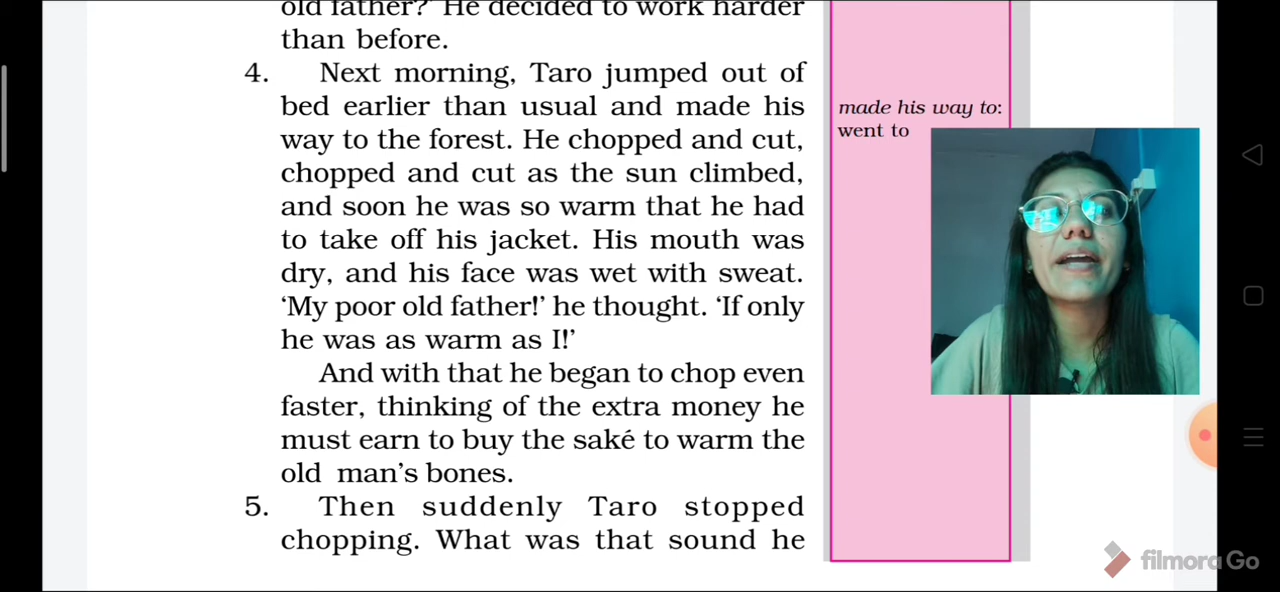 old father?' He decided to work harder
than before.
4. Next morning, Taro jumped out of
bed earlier than usual and made his
way to the forest. He chopped and cut,
chopped and cut as the sun climbed,
and soon he was so warm that he had
to take off his jacket. His mouth was
dry, and his face was wet with sweat.
‘My poor old father!’ he thought. ‘If only
he was as warm as I!’
And with that he began to chop even
faster, thinking of the extra money he
must earn to buy the saké to warm the
old man’s bones.
5. Then suddenly Taro stopped
chopping. What was that sound he
made his way to:
went to
filmoraGo